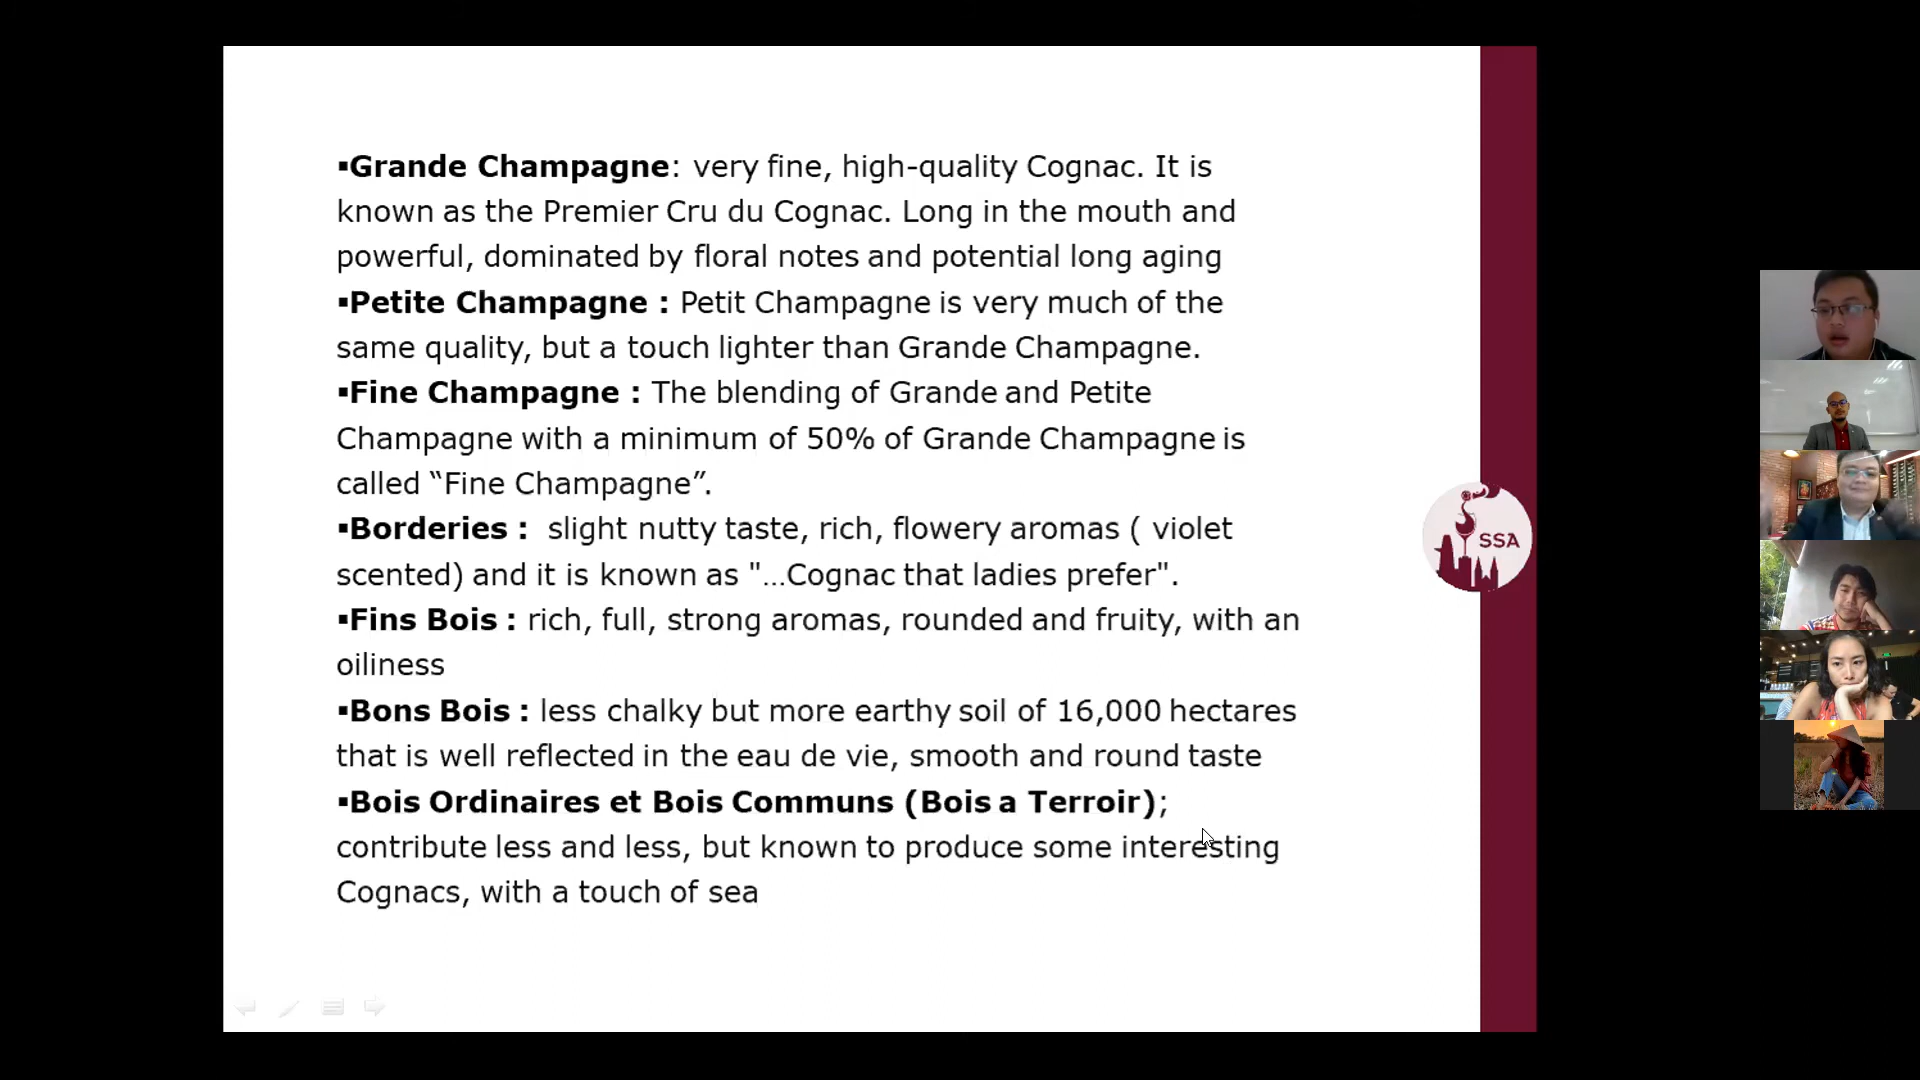 ▪Grande Champagne: very fine, high-quality Cognac. It is
known as the Premier Cru du Cognac. Long in the mouth and
powerful, dominated by floral notes and potential long aging
▪Petite Champagne : Petit Champagne is very much of the
same quality, but a touch lighter than Grande Champagne.
▪Fine Champagne : The blending of Grande and Petite
Champagne with a minimum of 50% of Grande Champagne is
called “Fine Champagne”.
▪Borderies :  slight nutty taste, rich, flowery aromas ( violet
scented) and it is known as "...Cognac that ladies prefer".
▪Fins Bois : rich, full, strong aromas, rounded and fruity, with an
oiliness
▪Bons Bois : less chalky but more earthy soil of 16,000 hectares
that is well reflected in the eau de vie, smooth and round taste
▪Bois Ordinaires et Bois Communs (Bois a Terroir);
contribute less and less, but known to produce some interesting
Cognacs, with a touch of sea
SSA